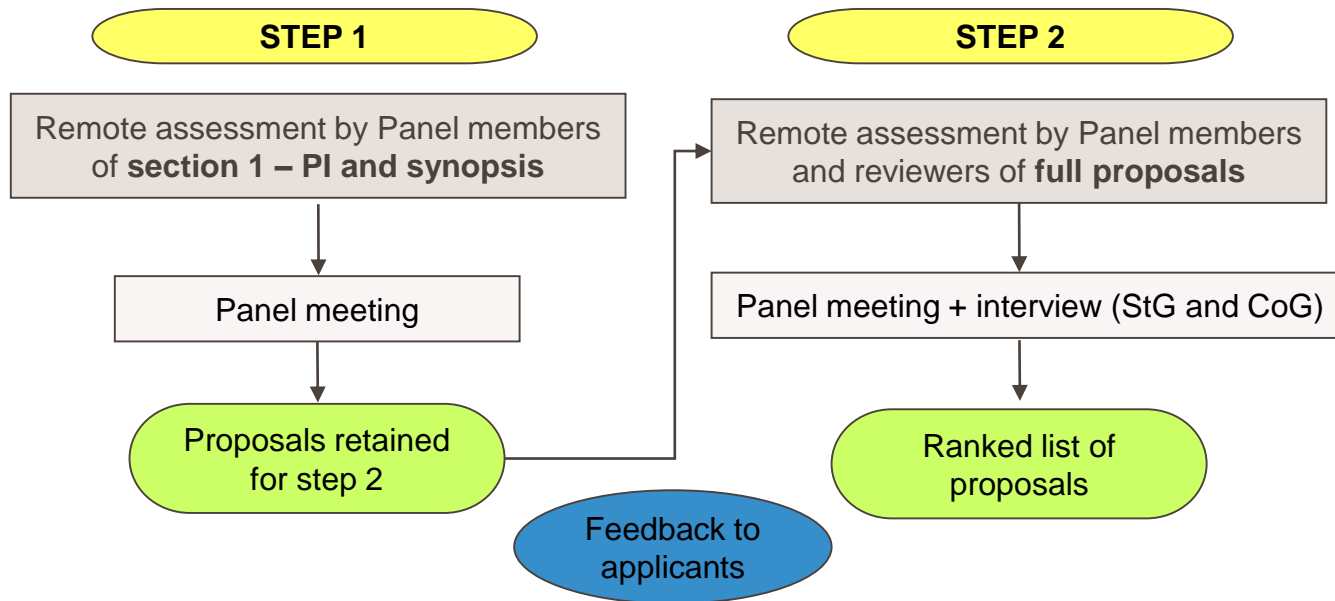 STEP 1
Remote assessment by Panel members
of section 1 – PI and synopsis
Panel meeting
Proposals retained
for step 2
STEP 2
Remote assessment by Panel members
and reviewers of full proposals
Panel meeting + interview (StG and CoG)
Ranked list of
proposals
Feedback to
applicants